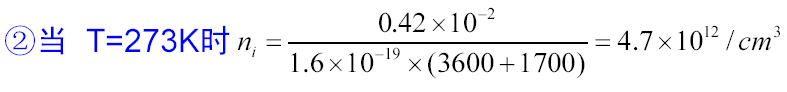 ②当 T=273K时 n_i = \frac{0.42×10^{-2}}{1.6×10^{-19}×(3600+1700)} = 4.7×10^{12} / cm^3